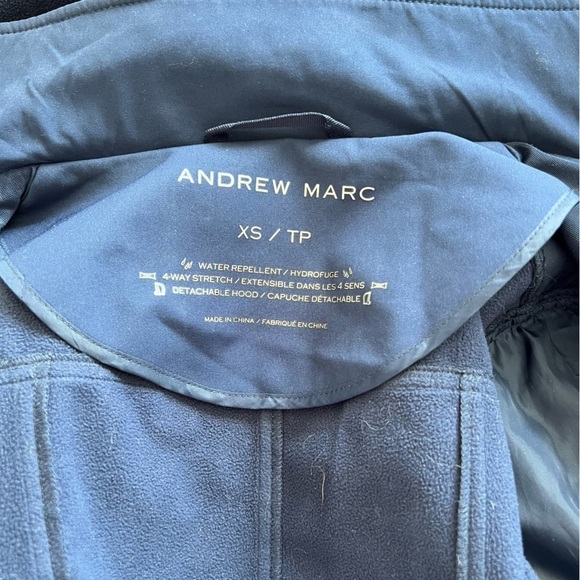 ANDREW MARC
XS / TP
WATER REPELLENT / HYDROFUGE
4-WAY STRETCH / EXTENSIBLE DANS LES 4 SENS
DETACHABLE HOOD / CAPUCHE DÉTACHABLE
MADE IN CHINA / FABRIQUÉ EN CHINE